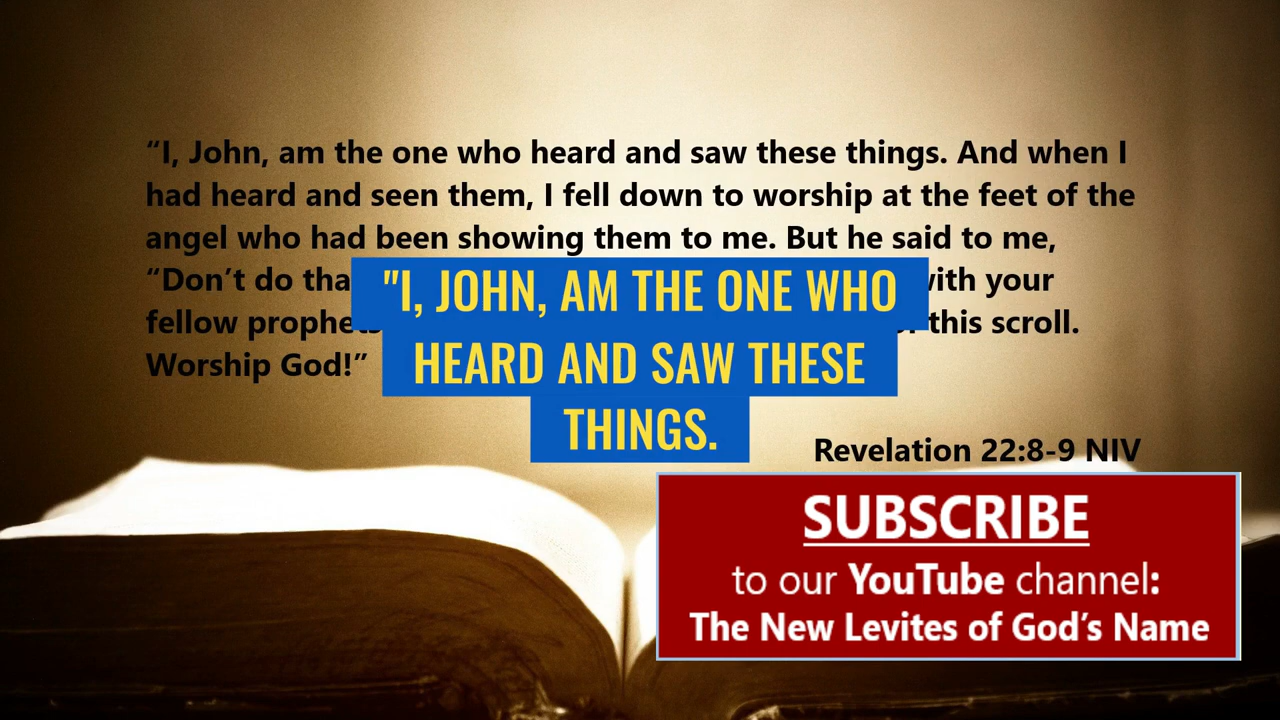 “I, John, am the one who heard and saw these things. And when I
had heard and seen them, I fell down to worship at the feet of the
angel who had been showing them to me. But he said to me,
“Don’t do with your
fellow this scroll.
Worship God!”
"I, JOHN, AM THE ONE WHO
HEARD AND SAW THESE
THINGS.
Revelation 22:8-9 NIV
SUBSCRIBE
to our YouTube channel:
The New Levites of God’s Name